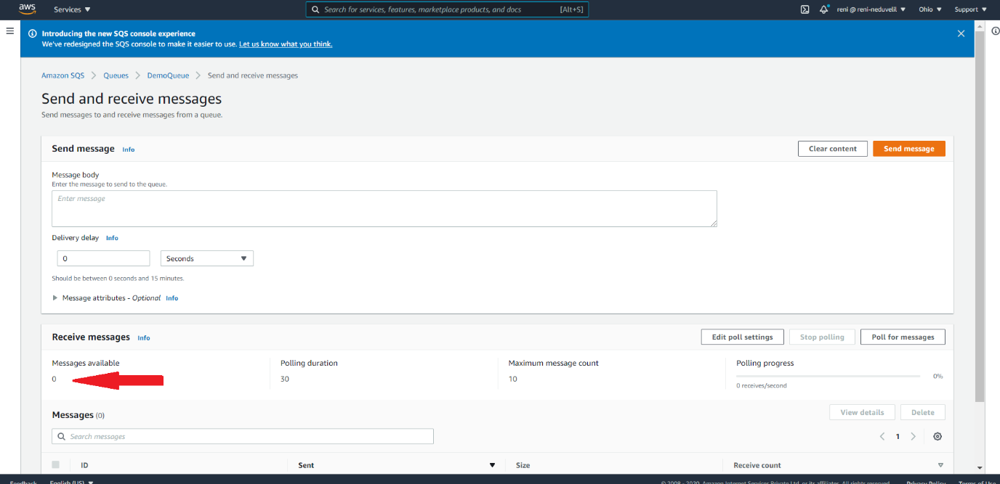 aws Services Search for services, features, marketplace products, and docs [Alt+S] reni @ reni-neduvelil Ohio Support
Introducing the new SQS console experience
We've redesigned the SQS console to make it easier to use. Let us know what you think.
Amazon SQS > Queues > DemoQueue > Send and receive messages
Send and receive messages
Send messages to and receive messages from a queue.
Send message Info Clear content Send message
Message body
Enter the message to send to the queue.
Enter message
Delivery delay Info
0 Seconds
Should be between 0 seconds and 15 minutes.
Message attributes - Optional Info
Receive messages Info Edit poll settings Stop polling Poll for messages
Messages available Polling duration Maximum message count Polling progress
0 30 10 0%
0 receives/second
Messages (0) View details Delete
Search messages 1
ID Sent Size Receive count
Feedback English (US) © 2008 - 2020, Amazon Internet Services Private Ltd. or its affiliates. All rights reserved. Privacy Policy Terms of Use